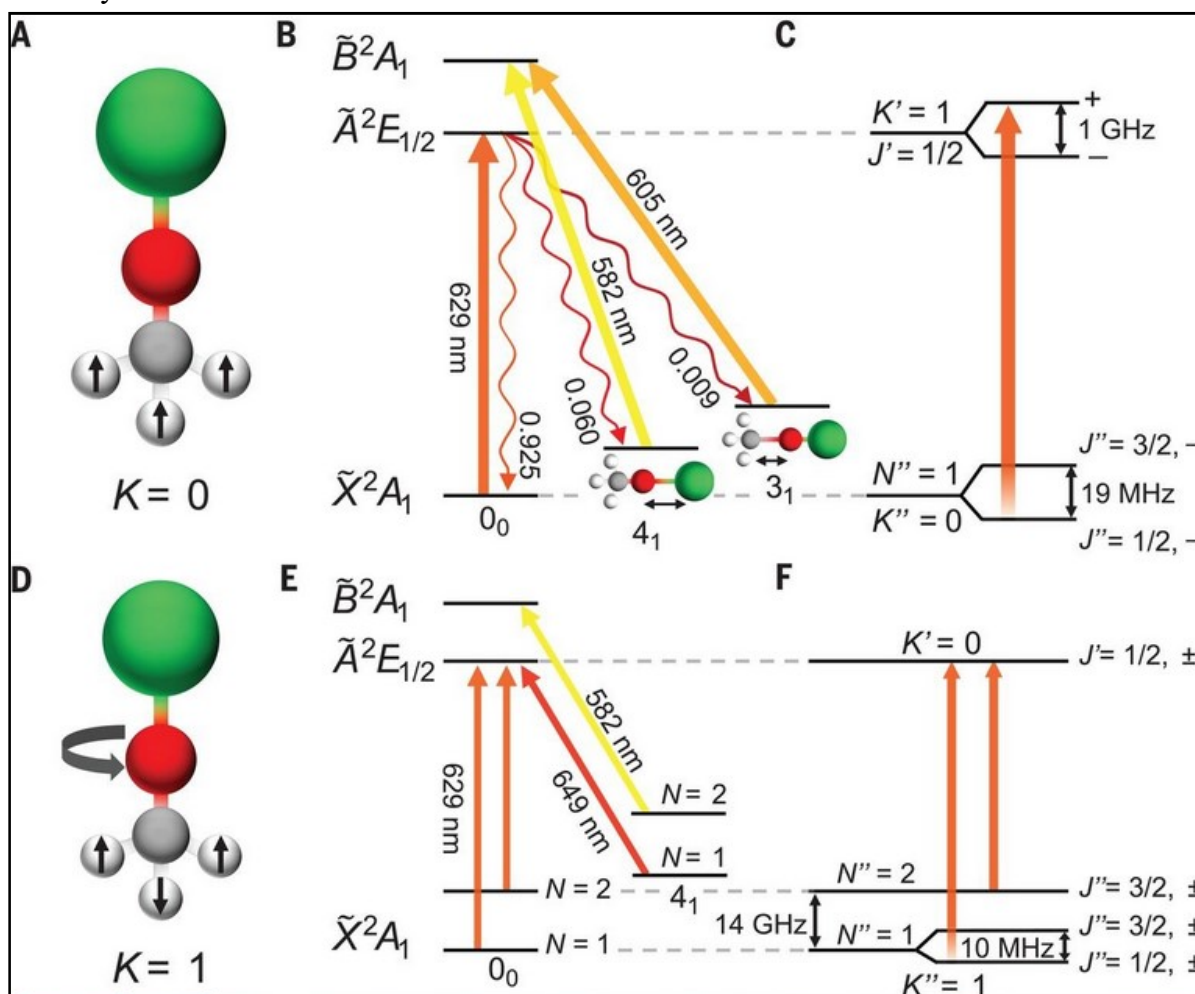 A
K = 0
B
B̃²A₁
òE₁/₂
629 nm
0.925
0.060
582 nm
0.009
605 nm
X̃²A₁
0₀
4₁
3₁
C
K' = 1
J' = 1/2
+
1 GHz
−
N" = 1
K" = 0
J" = 3/2, −
19 MHz
J" = 1/2, −
D
K = 1
E
B̃²A₁
òE₁/₂
629 nm
582 nm
649 nm
N = 2
N = 1
4₁
N = 2
X̃²A₁
N = 1
0₀
F
K' = 0
J' = 1/2, ±
N" = 2
J" = 3/2, ±
14 GHz
N" = 1
J" = 3/2, ±
10 MHz
J" = 1/2, ±
K" = 1